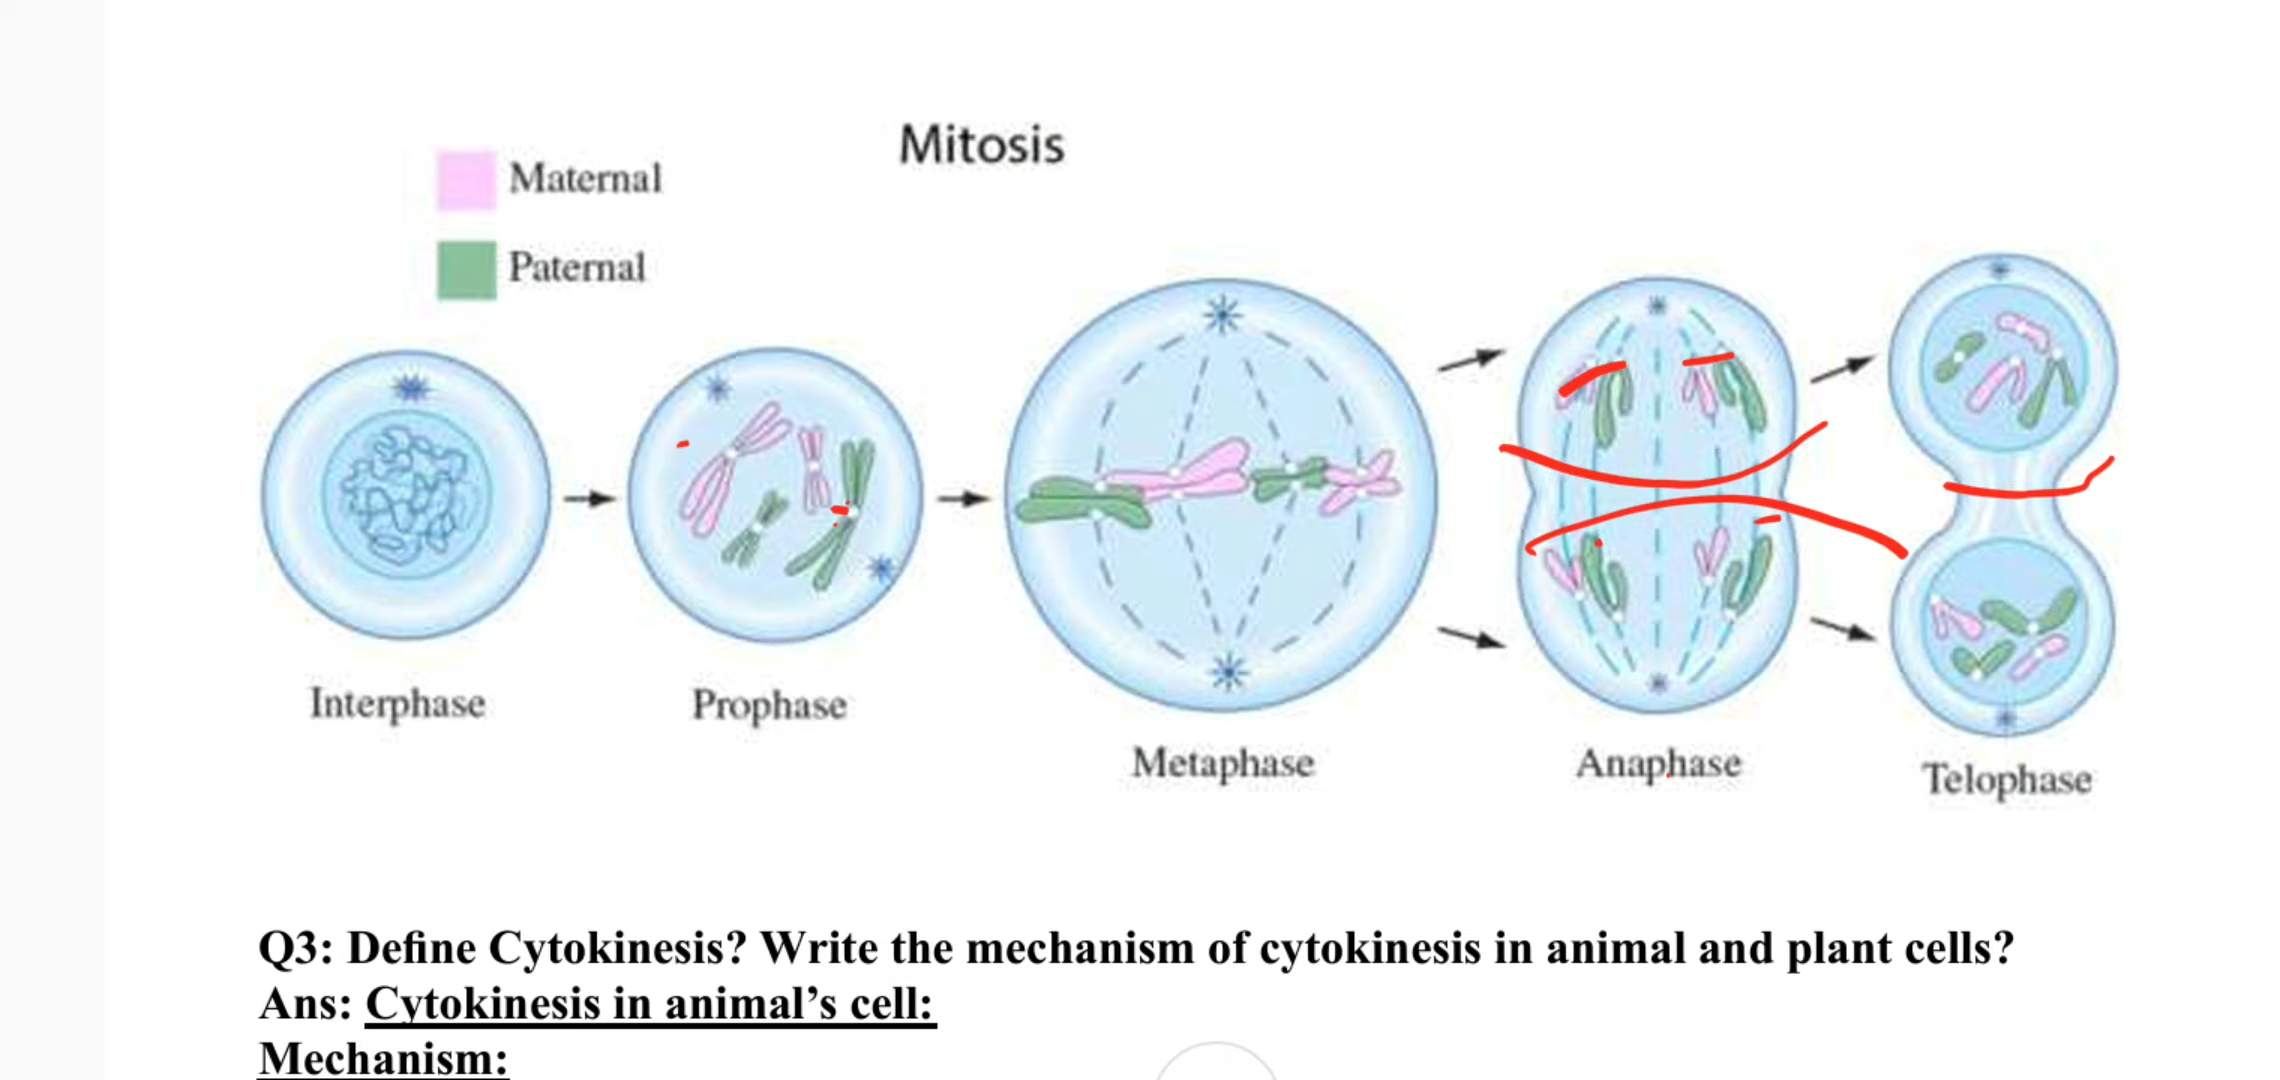 Mitosis
Maternal
Paternal
Interphase
Prophase
Metaphase
Anaphase
Telophase
Q3: Define Cytokinesis? Write the mechanism of cytokinesis in animal and plant cells?
Ans: Cytokinesis in animal’s cell:
Mechanism: